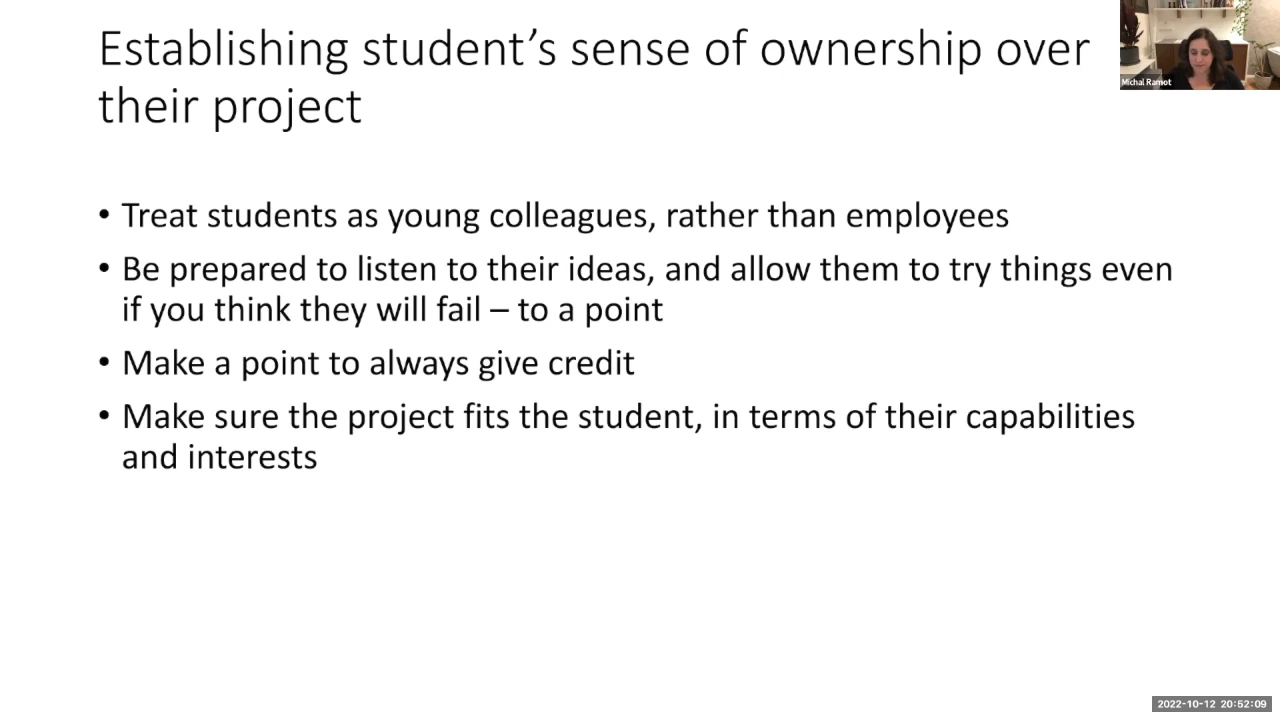 Establishing student’s sense of ownership over
their project
Michal Ramot
• Treat students as young colleagues, rather than employees
• Be prepared to listen to their ideas, and allow them to try things even
if you think they will fail – to a point
• Make a point to always give credit
• Make sure the project fits the student, in terms of their capabilities
and interests
2022-10-12 20:52:09